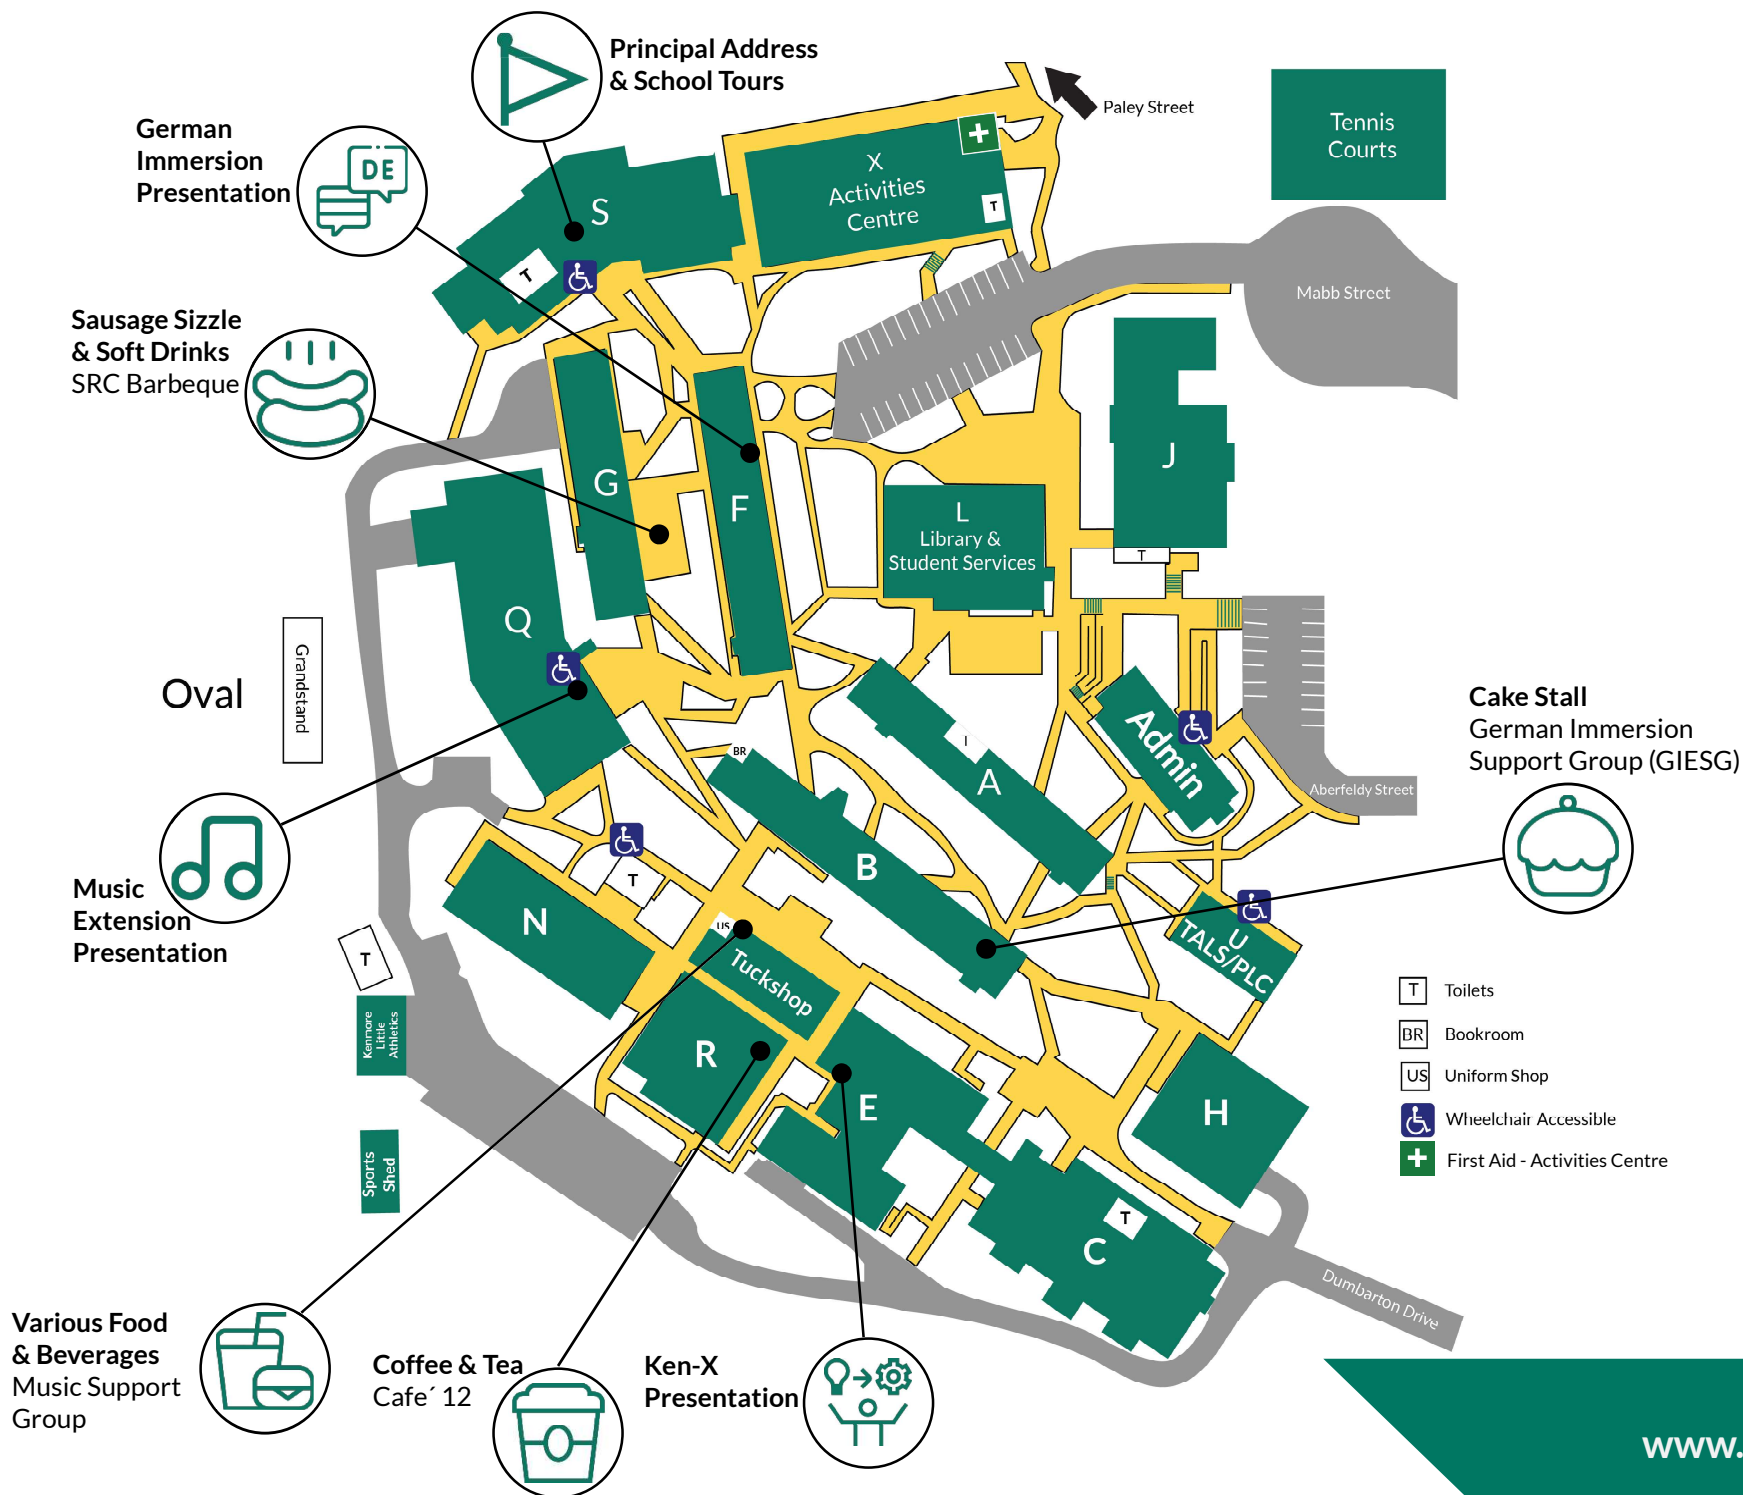 Principal Address
& School Tours
German
Immersion
Presentation
DE
Paley Street
Tennis
Courts
X
Activities
Centre
T
S
T
Mabb Street
Sausage Sizzle
& Soft Drinks
SRC Barbeque
G
F
J
L
Library &
Student Services
T
Q
Grandstand
Oval
Admin
Cake Stall
German Immersion
Support Group (GIESG)
BR
A
Aberfeldy Street
B
T
Music
Extension
Presentation
N
US
Tuckshop
U
TALS/PLC
T
T
Toilets
BR
Bookroom
US
Uniform Shop
Wheelchair Accessible
First Aid - Activities Centre
Kenmore
Little
Athletics
R
E
H
Sports
Shed
T
C
Dumbarton Drive
Various Food
& Beverages
Music Support
Group
Coffee & Tea
Cafe´ 12
Ken-X
Presentation
www.